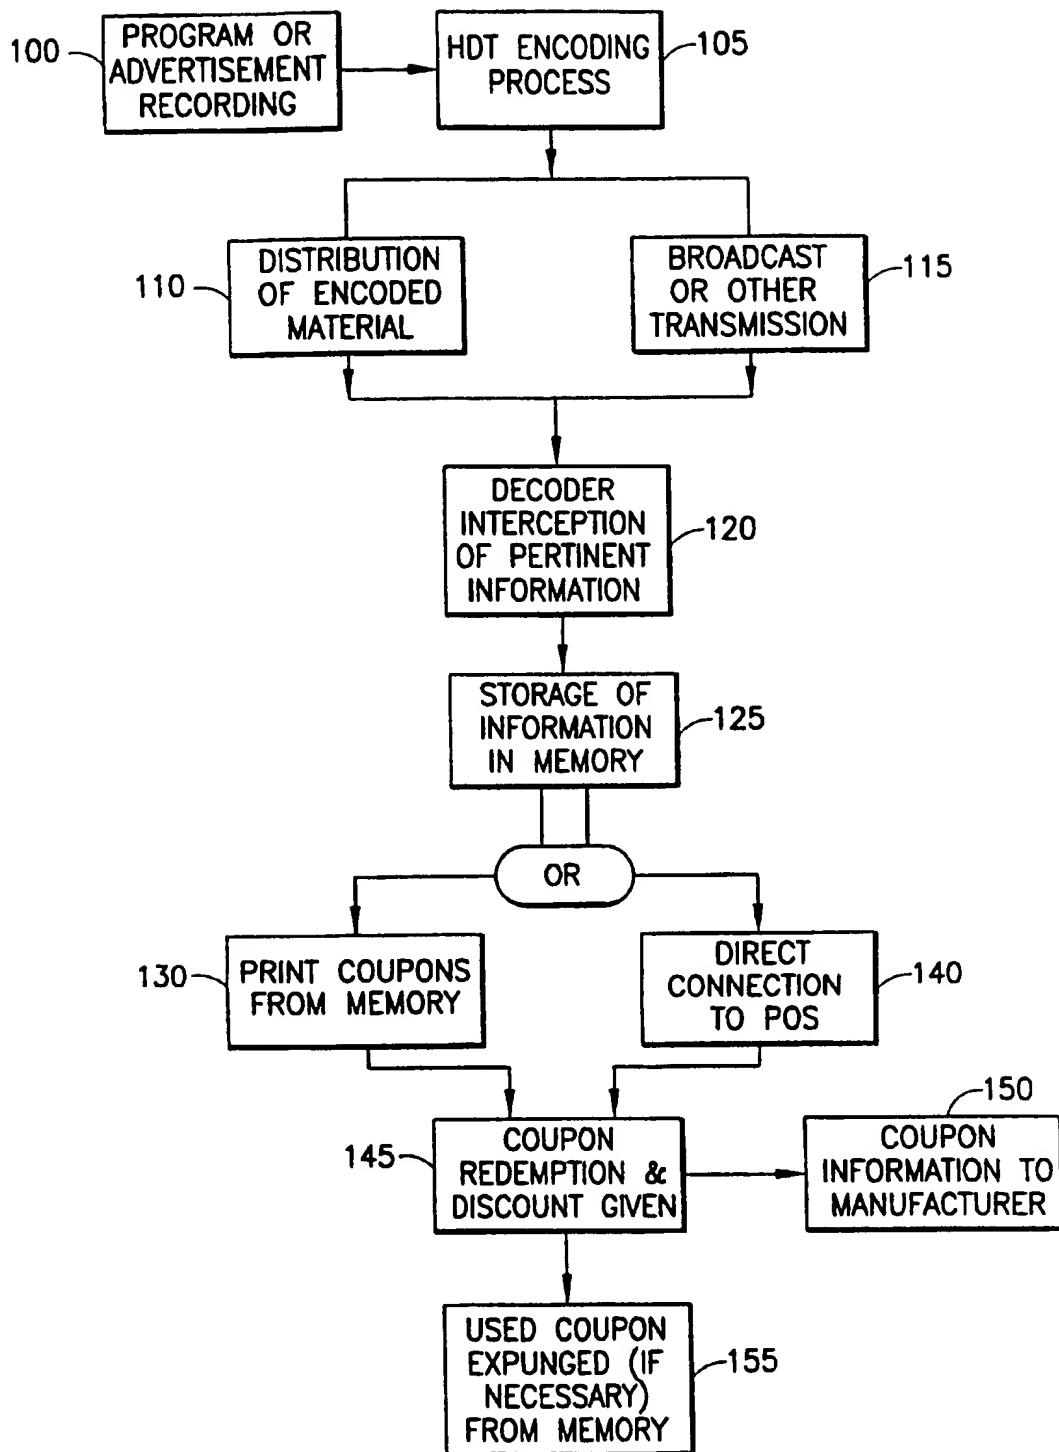 100
PROGRAM OR
ADVERTISEMENT
RECORDING
HDT ENCODING
PROCESS
105
110
DISTRIBUTION
OF ENCODED
MATERIAL
BROADCAST
OR OTHER
TRANSMISSION
115
DECODER
INTERCEPTION
OF PERTINENT
INFORMATION
120
STORAGE OF
INFORMATION
IN MEMORY
125
OR
130
PRINT COUPONS
FROM MEMORY
DIRECT
CONNECTION
TO POS
140
145
COUPON
REDEMPTION &
DISCOUNT GIVEN
150
COUPON
INFORMATION TO
MANUFACTURER
USED COUPON
EXPUNGED (IF
NECESSARY)
FROM MEMORY
155